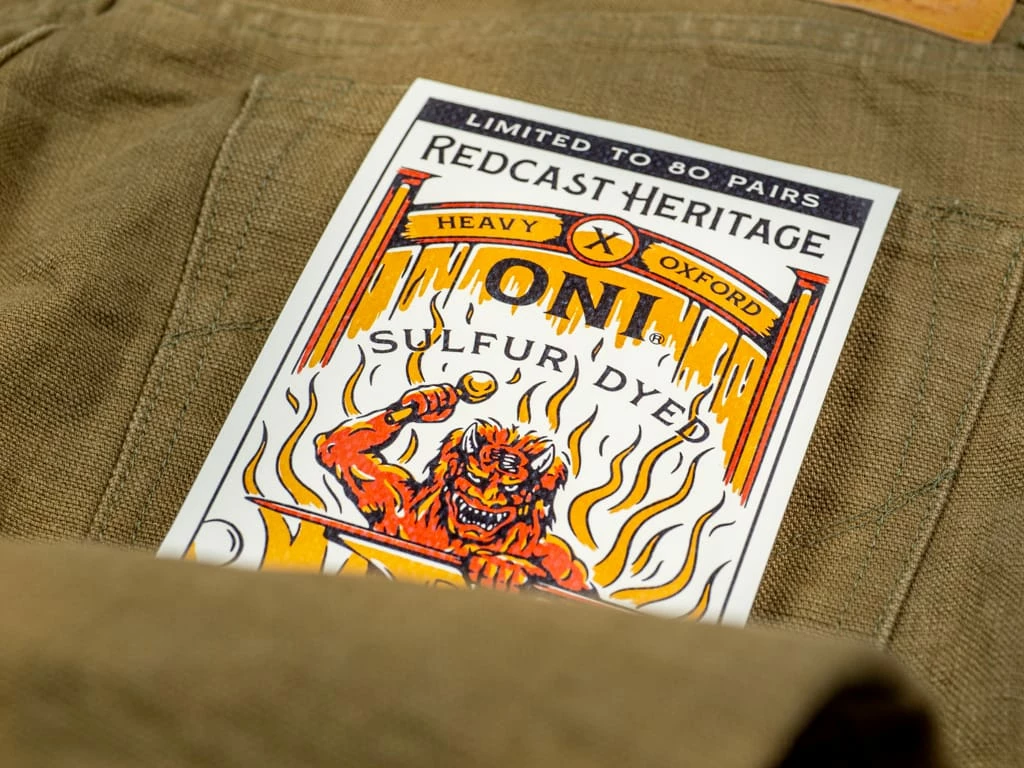 LIMITED TO 80 PAIRS
REDCAST HERITAGE
HEAVY X OXFORD
ONI®
SULFUR DYED